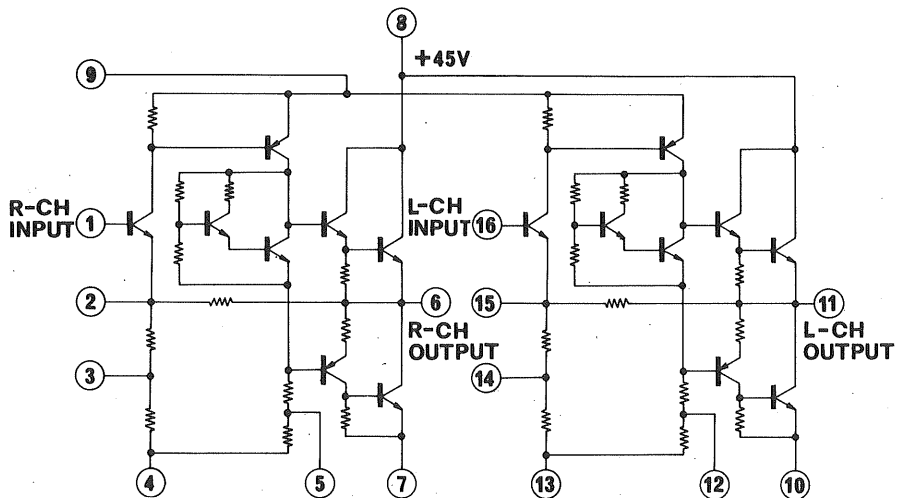 8
+45V
9
R-CH
INPUT
1
L-CH
INPUT
16
2
6
15
11
R-CH
OUTPUT
L-CH
OUTPUT
3
14
4
5
7
13
12
10